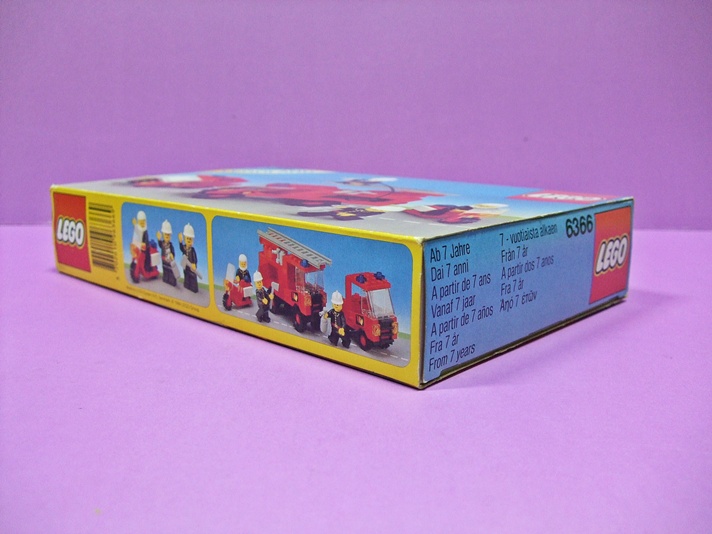 LEGO
Ab 7 Jahre
Dai 7 anni
A partir de 7 ans
Vanaf 7 jaar
A partir de 7 años
Fra 7 år
From 7 years
7 - vuotiaista alkaen
Från 7 år
A partir dos 7 anos
Fra 7 ár
Από 7 ετών
6366
LEGO